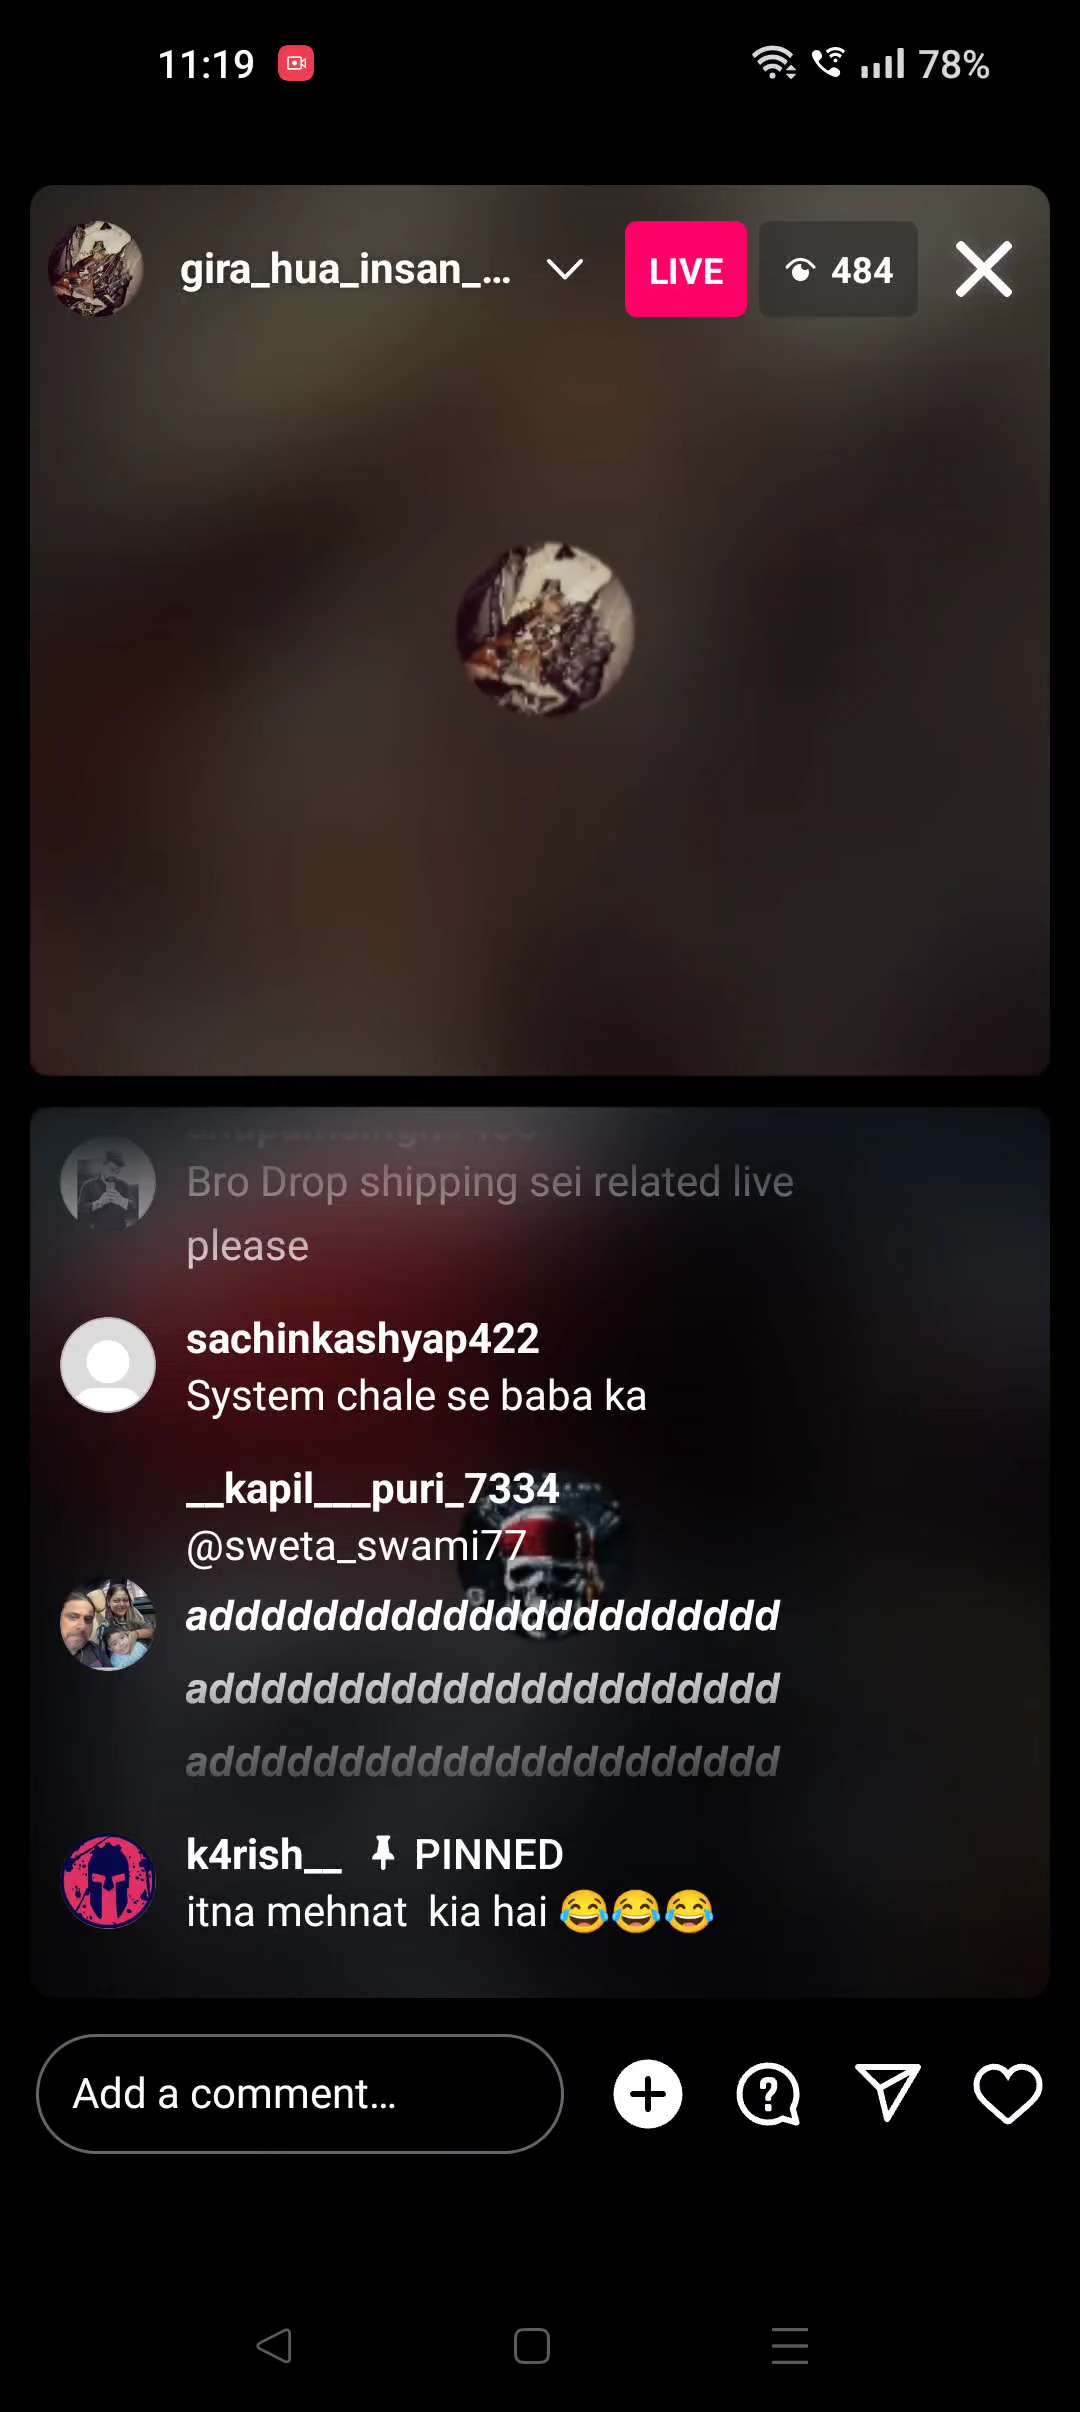 11:19
78%
gira_hua_insan_...
LIVE
484
Bro Drop shipping sei related live
please
sachinkashyap422
System chale se baba ka
__kapil___puri_7334
@sweta_swami77
adddddddddddddddddddddd
adddddddddddddddddddddd
adddddddddddddddddddddd
k4rish__ PINNED
itna mehnat kia hai 😂😂😂
Add a comment...